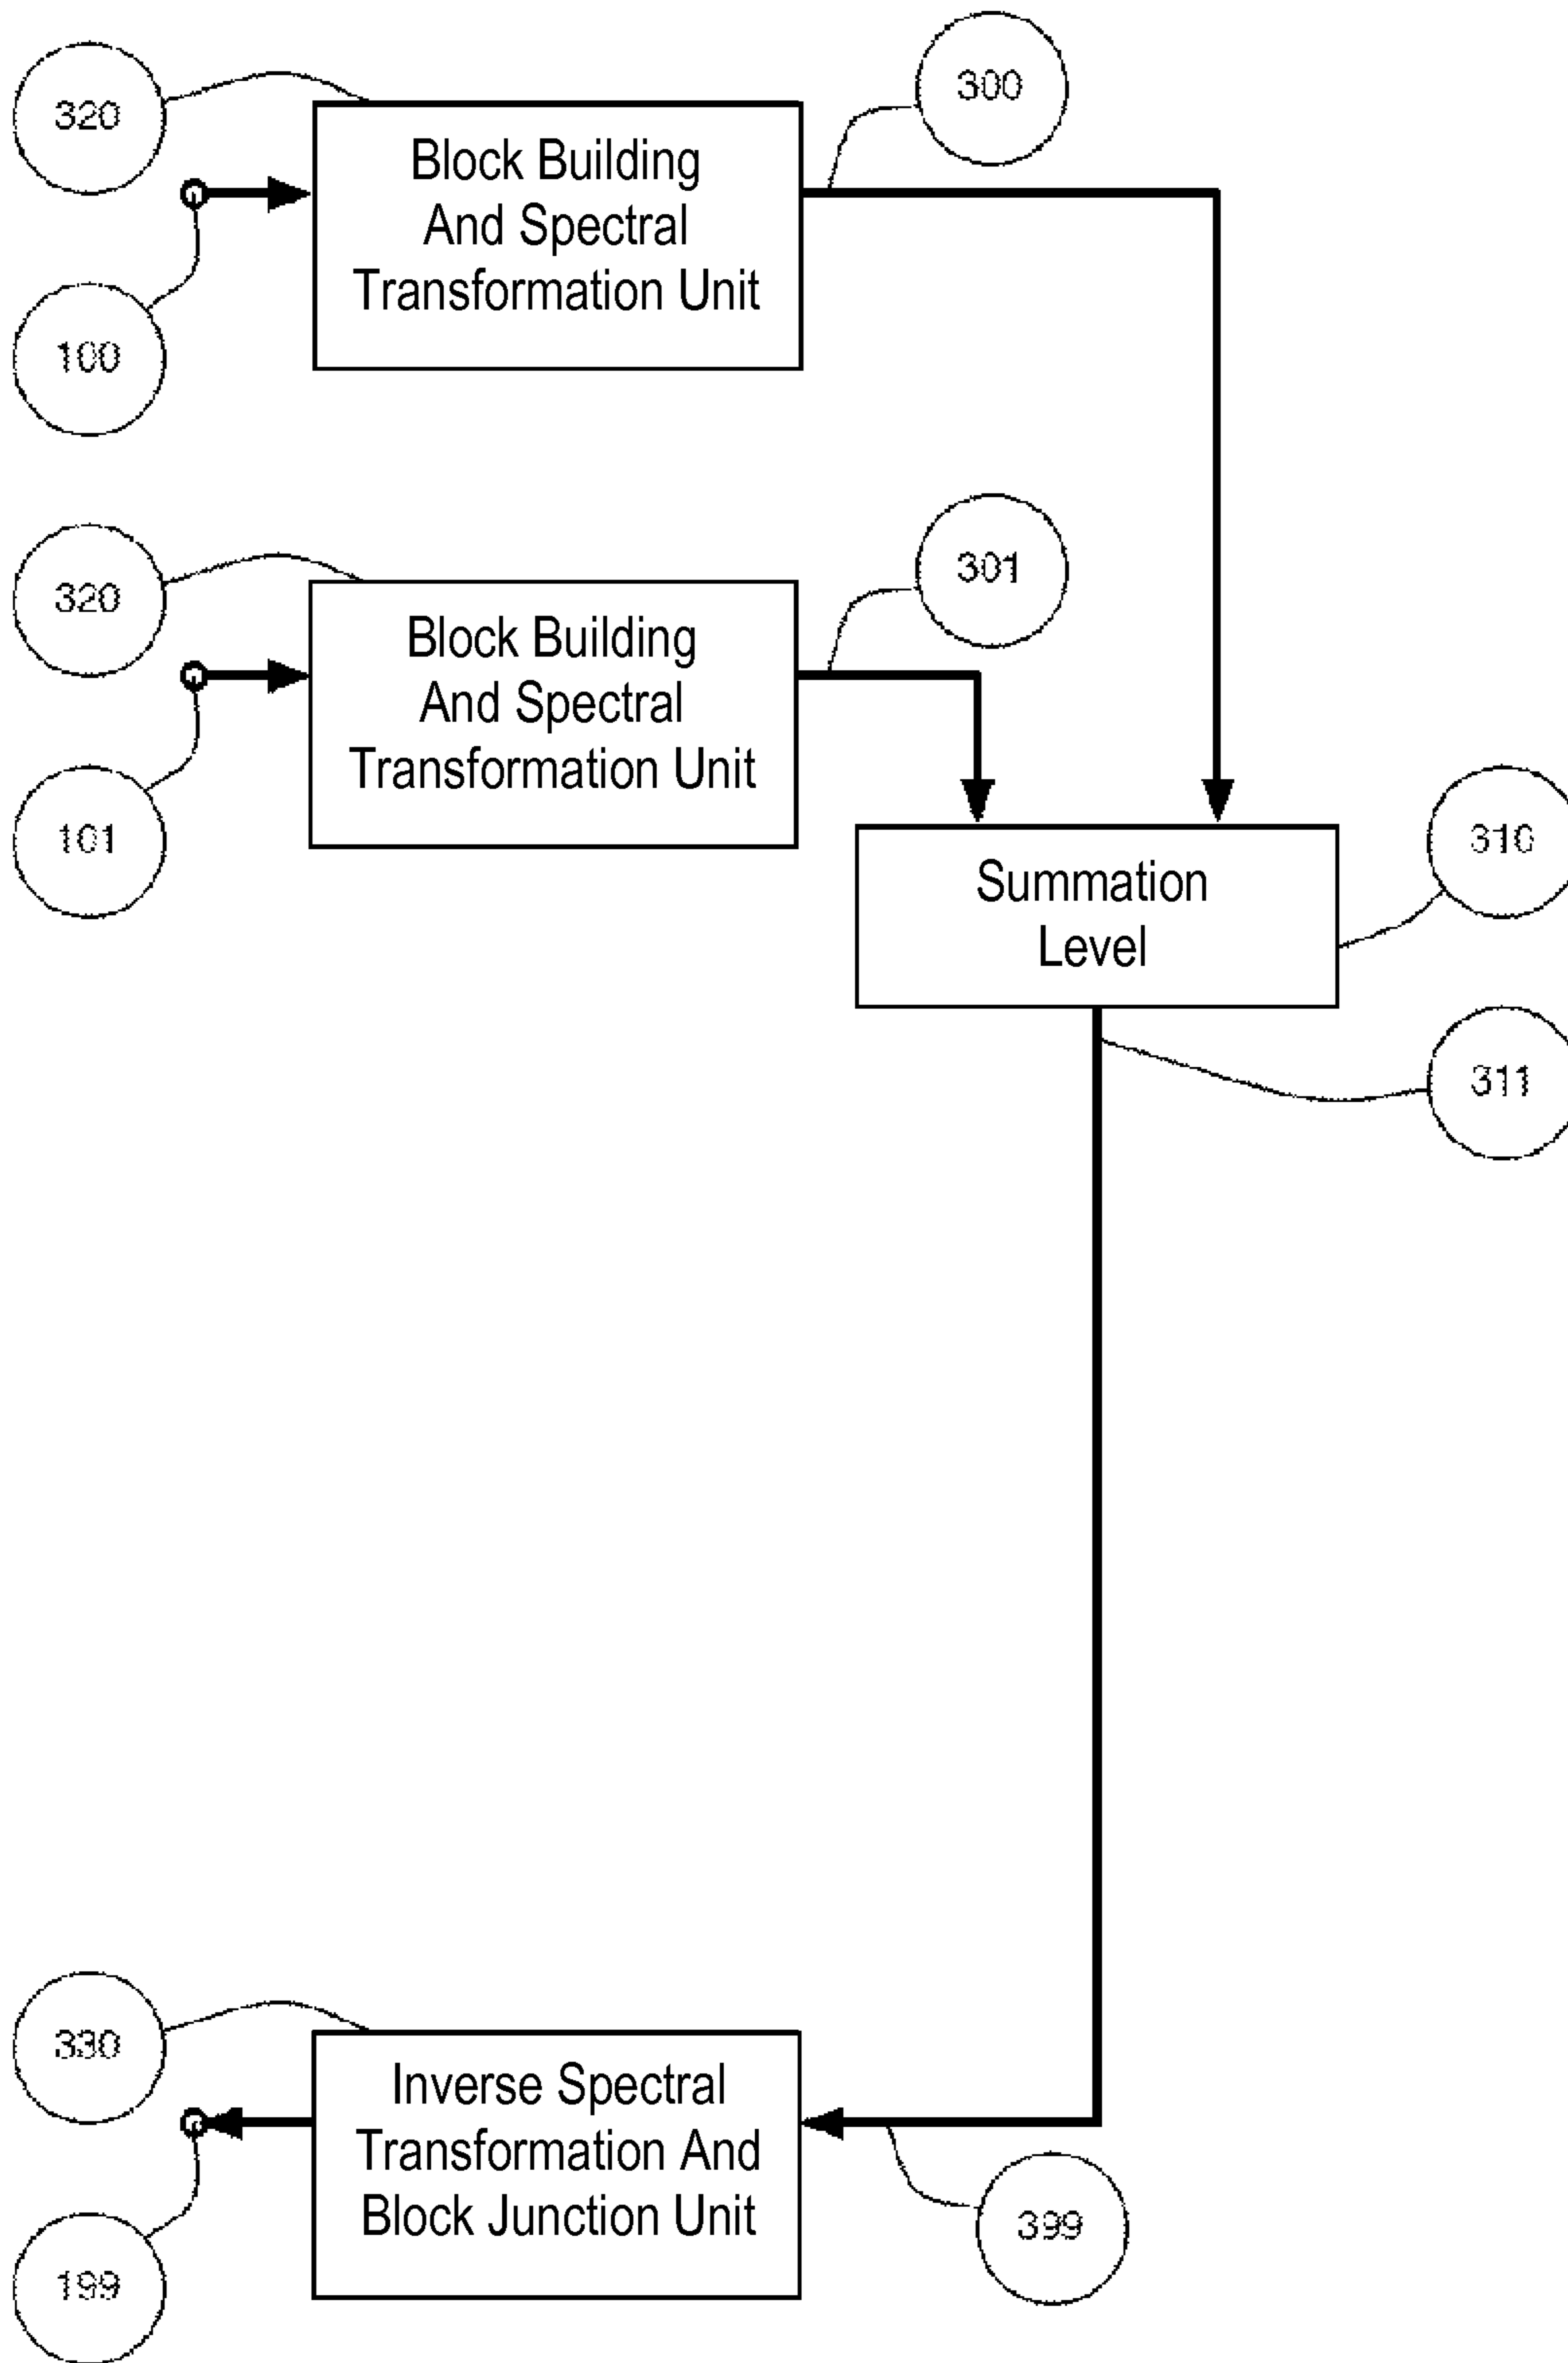 320
300
Block Building
And Spectral
Transformation Unit
100
320
301
Block Building
And Spectral
Transformation Unit
101
310
Summation
Level
311
330
Inverse Spectral
Transformation And
Block Junction Unit
399
199